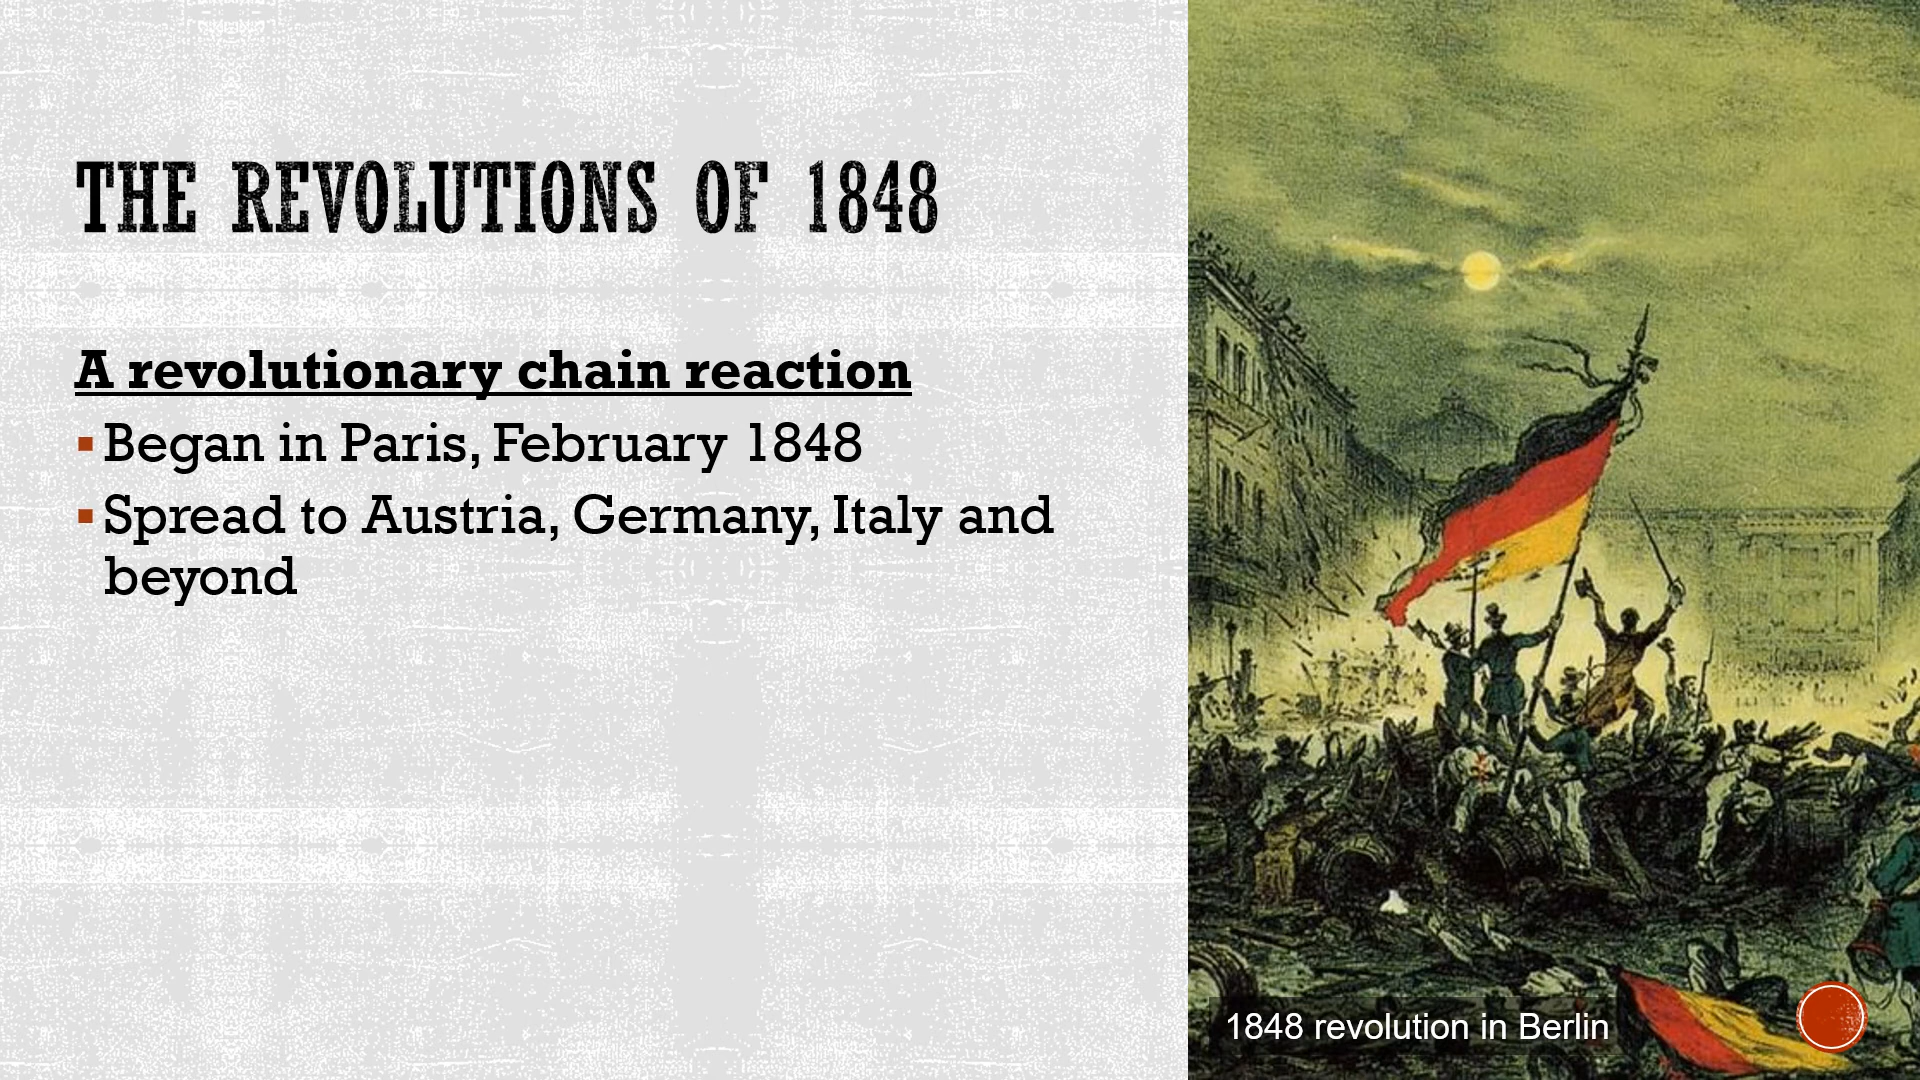 THE REVOLUTIONS OF 1848
A revolutionary chain reaction
▪ Began in Paris, February 1848
▪ Spread to Austria, Germany, Italy and
beyond
1848 revolution in Berlin